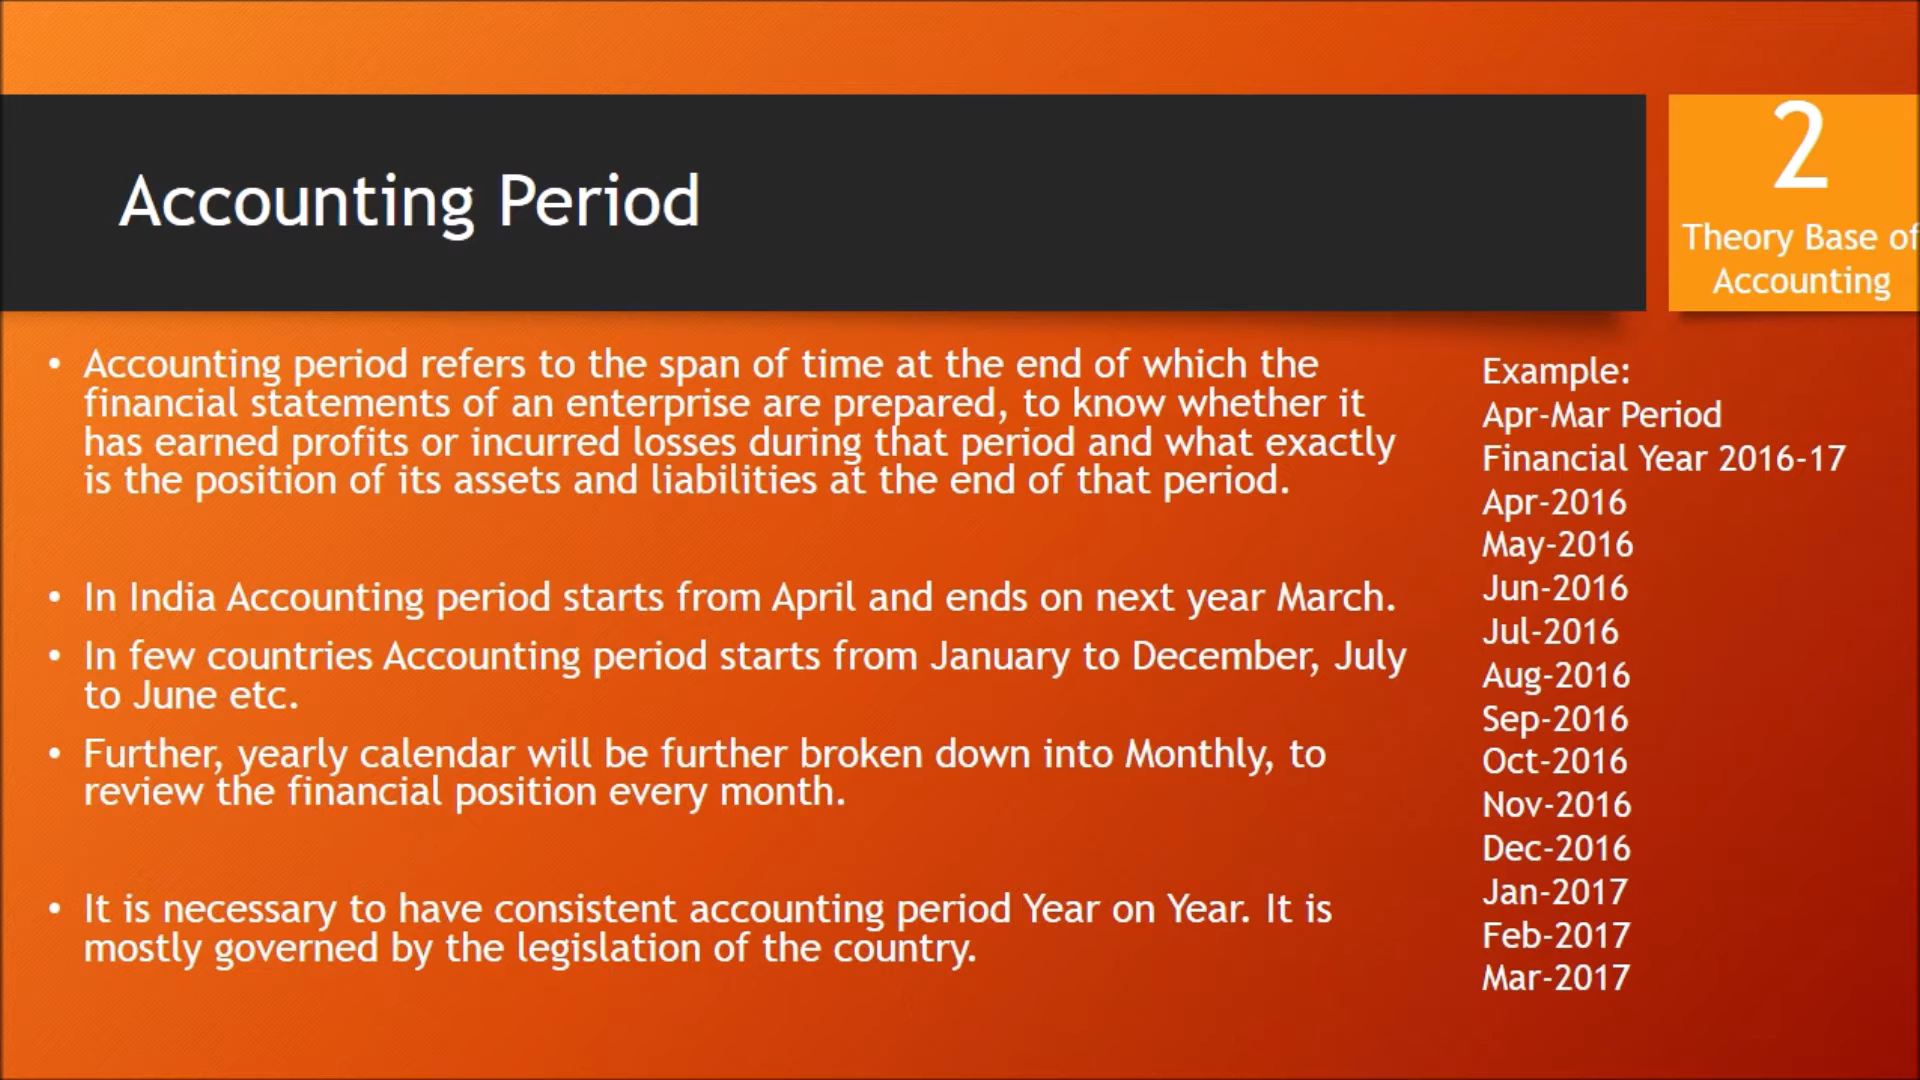 Accounting Period
2
Theory Base of
Accounting
• Accounting period refers to the span of time at the end of which the
financial statements of an enterprise are prepared, to know whether it
has earned profits or incurred losses during that period and what exactly
is the position of its assets and liabilities at the end of that period.
• In India Accounting period starts from April and ends on next year March.
• In few countries Accounting period starts from January to December, July
to June etc.
• Further, yearly calendar will be further broken down into Monthly, to
review the financial position every month.
• It is necessary to have consistent accounting period Year on Year. It is
mostly governed by the legislation of the country.
Example:
Apr-Mar Period
Financial Year 2016-17
Apr-2016
May-2016
Jun-2016
Jul-2016
Aug-2016
Sep-2016
Oct-2016
Nov-2016
Dec-2016
Jan-2017
Feb-2017
Mar-2017